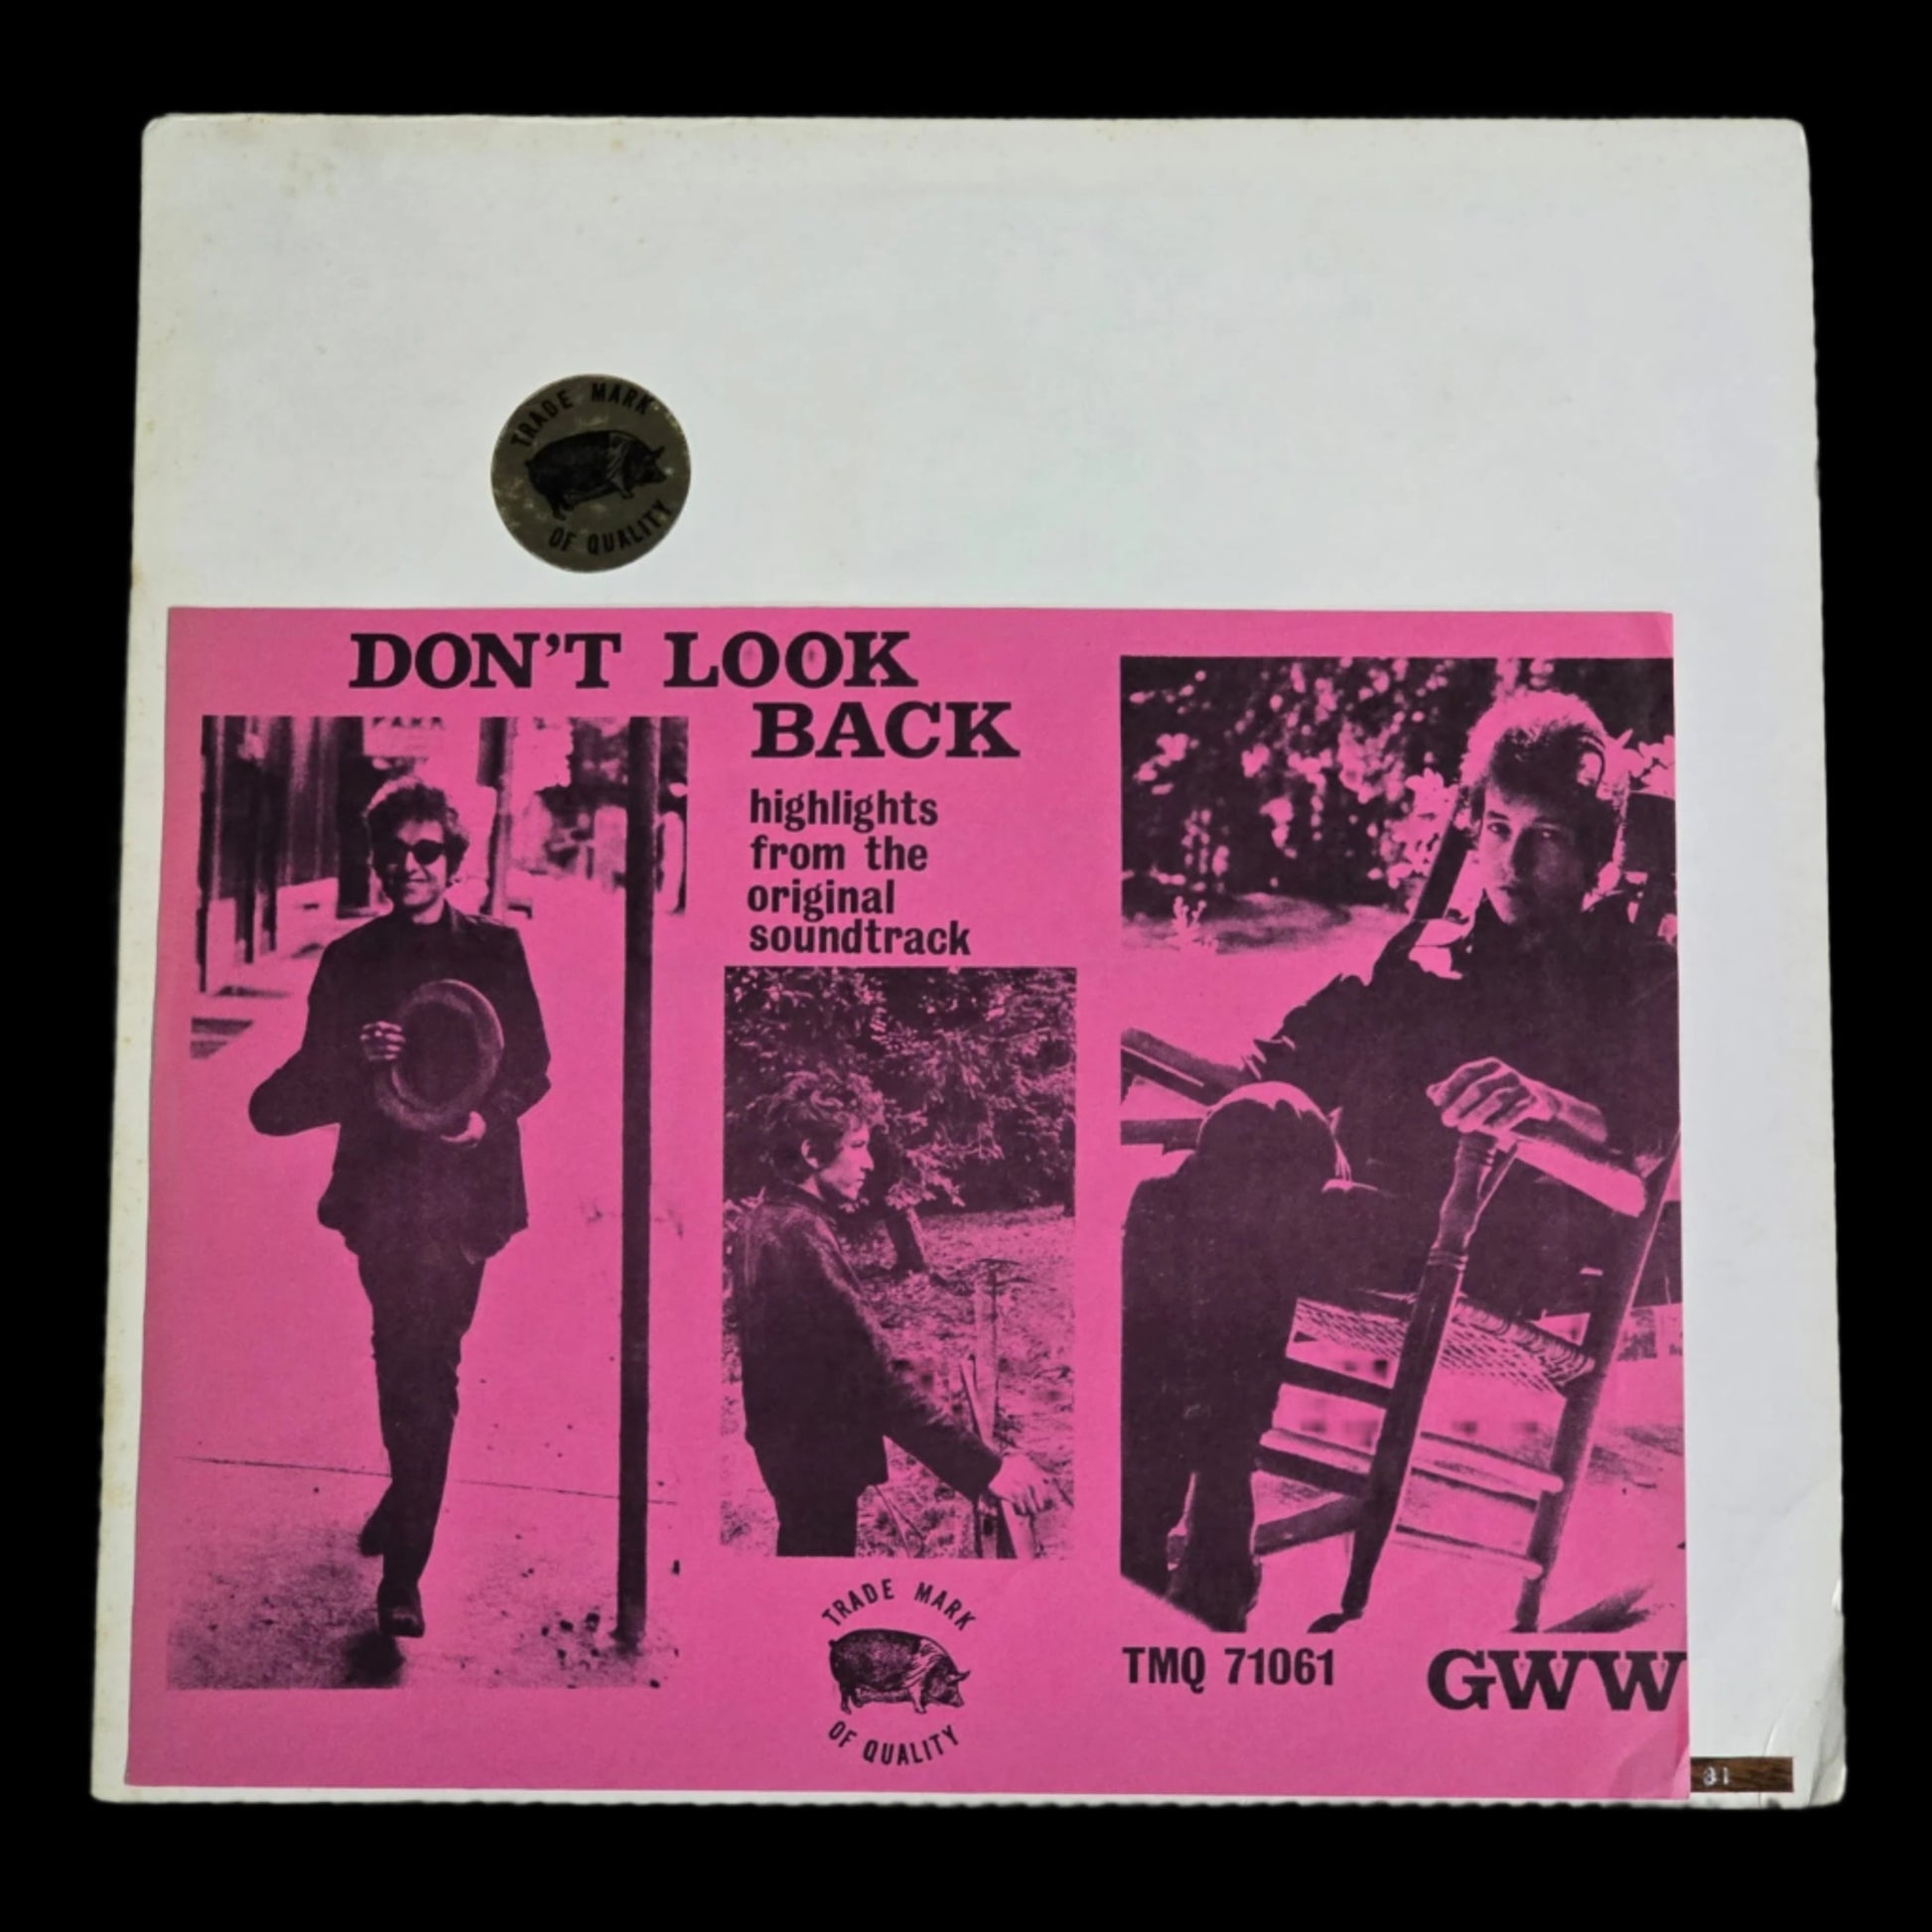 TRADE MARK
OF QUALITY
DON'T LOOK
BACK
PARK
highlights
from the
original
soundtrack
TRADE MARK
OF QUALITY
TMQ 71061
GWW
81